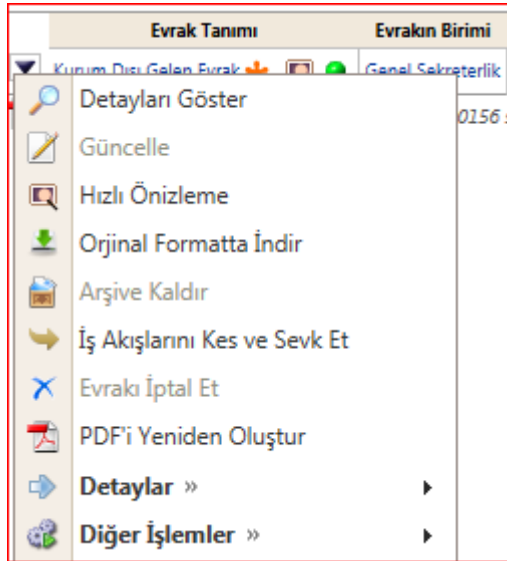 Evrak Tanımı Evrakın Birimi
Kurum Dışı Gelen Evrak Genel Sekreterlik
Detayları Göster
0156
Güncelle
Hızlı Önizleme
Orjinal Formatta İndir
Arşive Kaldır
İş Akışlarını Kes ve Sevk Et
Evrakı İptal Et
PDF'i Yeniden Oluştur
Detaylar »
Diğer İşlemler »